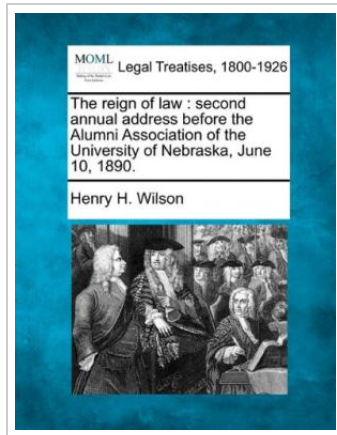 MOML
Legal Treatises, 1800-1926
The reign of law : second
annual address before the
Alumni Association of the
University of Nebraska, June
10, 1890.
Henry H. Wilson